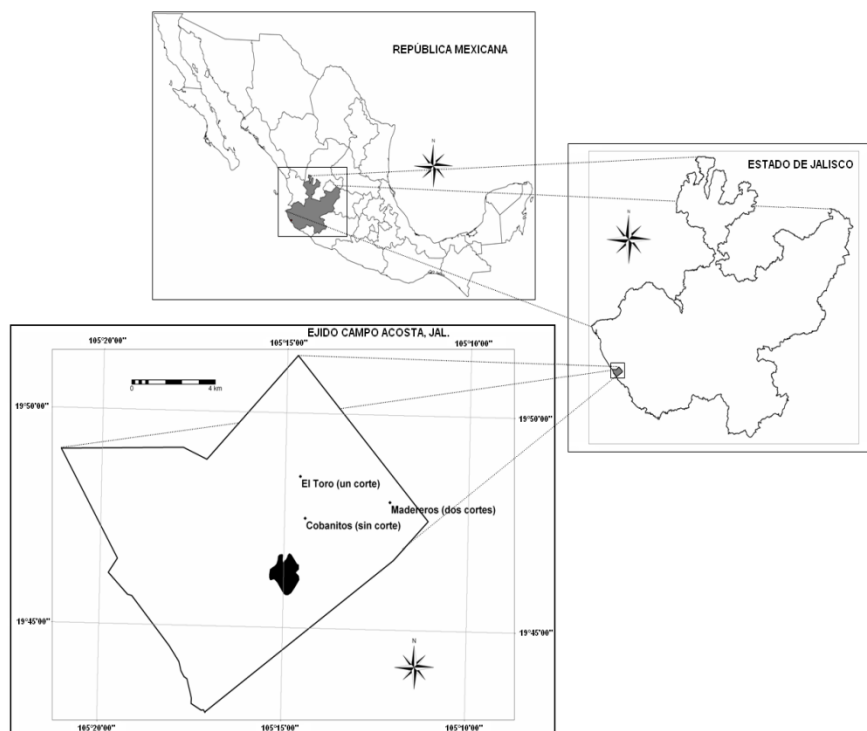 REPÚBLICA MEXICANA
N
ESTADO DE JALISCO
N
EJIDO CAMPO ACOSTA, JAL.
105°20'00" 105°15'00" 105°10'00"
0 4 km
19°50'00" 19°50'00"
El Toro (un corte)
Madereros (dos cortes)
Cobanitos (sin corte)
19°45'00" 19°45'00"
N
105°20'00" 105°15'00" 105°10'00"